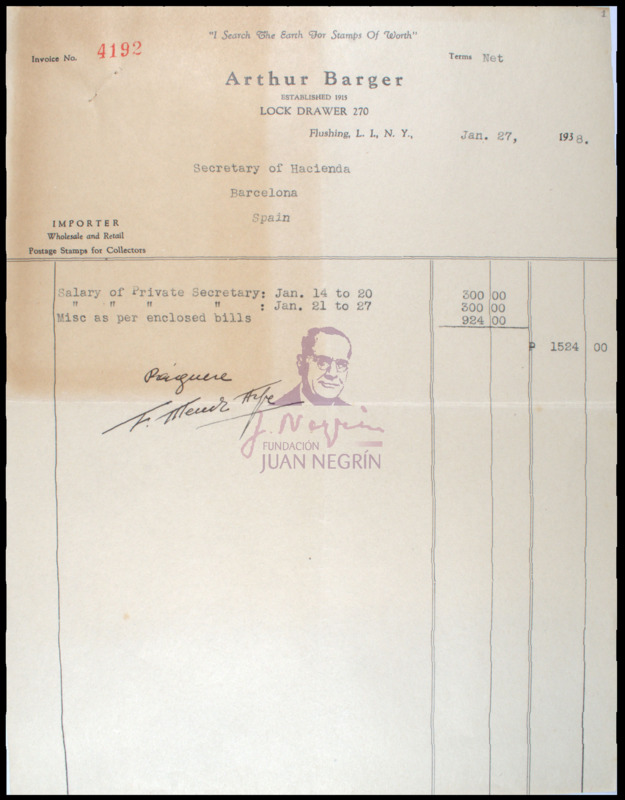 1
"I Search The Earth For Stamps Of Worth"
Invoice No. 4192
Terms Net
Arthur Barger
ESTABLISHED 1915
LOCK DRAWER 270
Flushing, L. I., N. Y., Jan. 27, 1938.
Secretary of Hacienda
Barcelona
Spain
IMPORTER
Wholesale and Retail
Postage Stamps for Collectors
Salary of Private Secretary: Jan. 14 to 20 300 00
" " " " : Jan. 21 to 27 300 00
Misc as per enclosed bills 924 00
P 1524 00
Páguese
J. Negrín
FUNDACIÓN
JUAN NEGRÍN